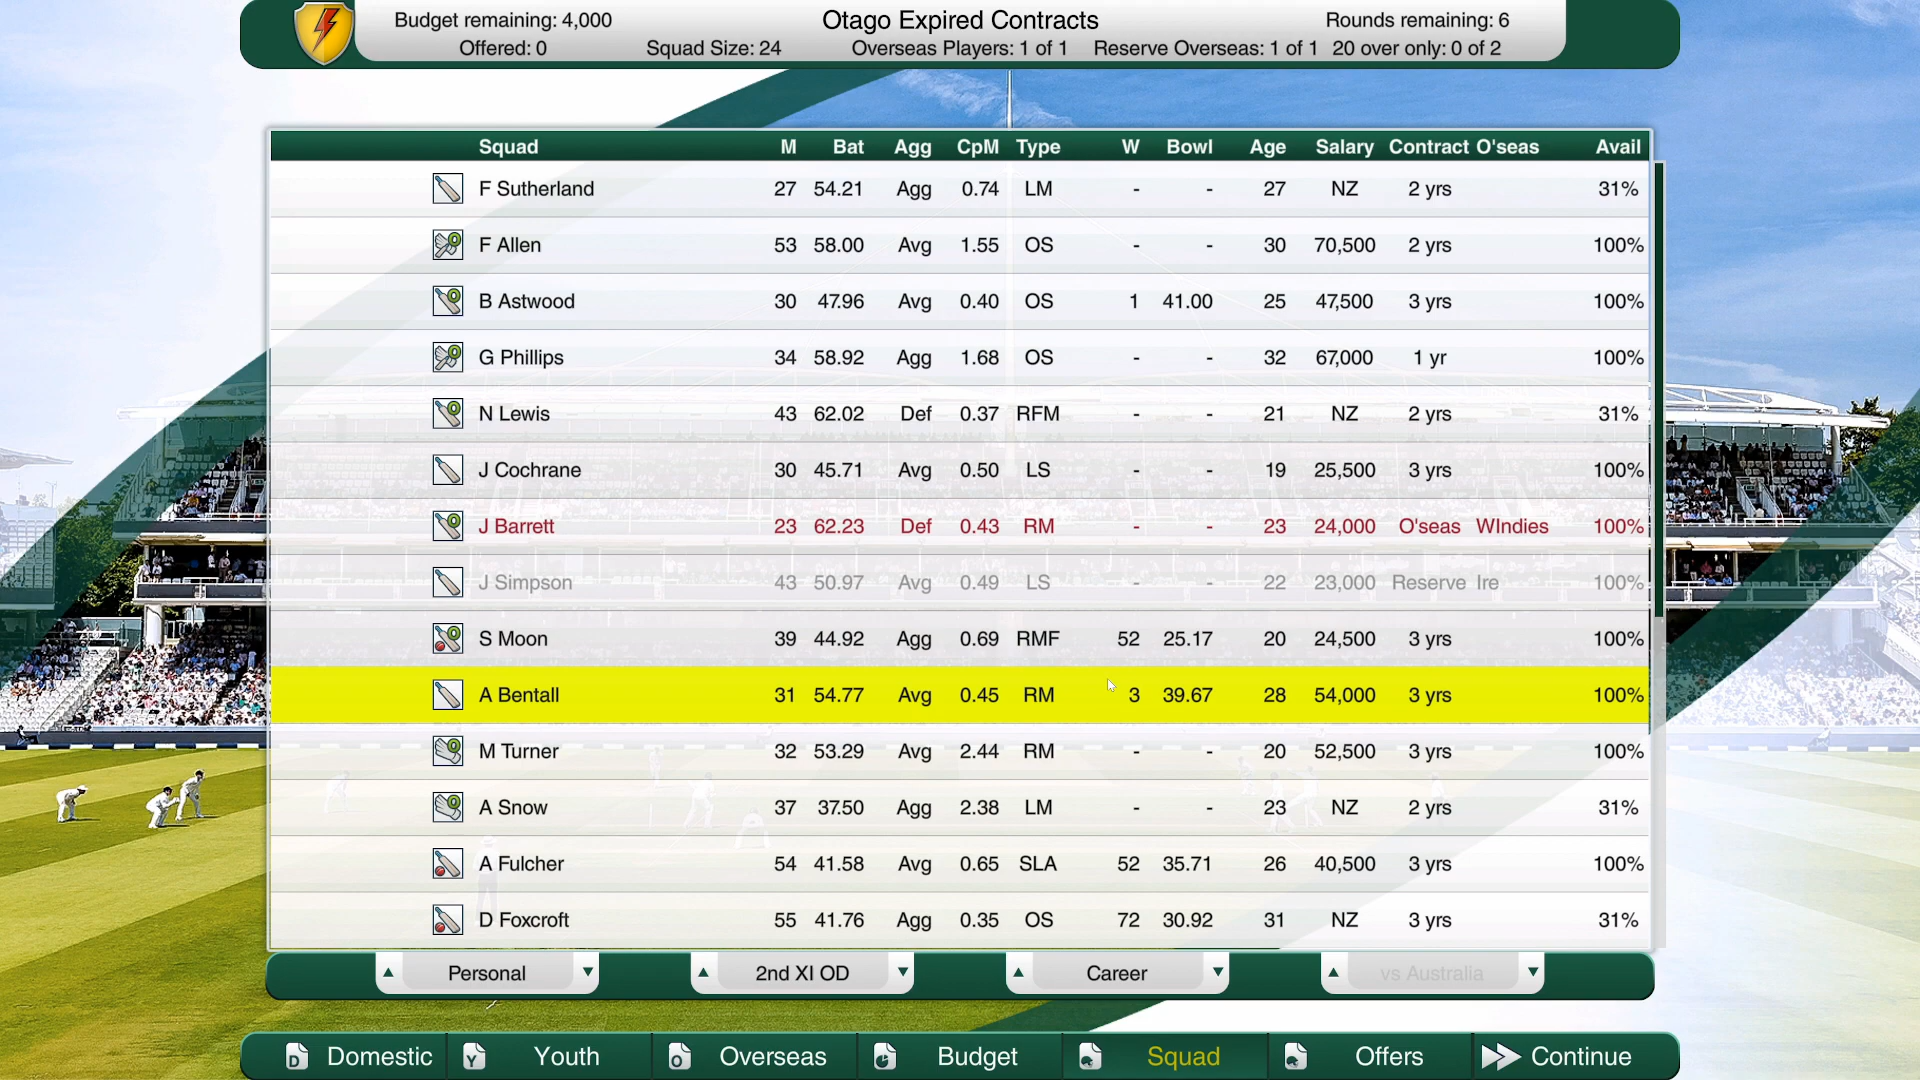 Budget remaining: 4,000 Otago Expired Contracts Rounds remaining: 6
Offered: 0 Squad Size: 24 Overseas Players: 1 of 1 Reserve Overseas: 1 of 1 20 over only: 0 of 2
Squad M Bat Agg CpM Type W Bowl Age Salary Contract O'seas Avail
F Sutherland 27 54.21 Agg 0.74 LM - - 27 NZ 2 yrs 31%
F Allen 53 58.00 Avg 1.55 OS - - 30 70,500 2 yrs 100%
B Astwood 30 47.96 Avg 0.40 OS 1 41.00 25 47,500 3 yrs 100%
G Phillips 34 58.92 Agg 1.68 OS - - 32 67,000 1 yr 100%
N Lewis 43 62.02 Def 0.37 RFM - - 21 NZ 2 yrs 31%
J Cochrane 30 45.71 Avg 0.50 LS - - 19 25,500 3 yrs 100%
J Barrett 23 62.23 Def 0.43 RM - - 23 24,000 O'seas WIndies 100%
J Simpson 43 50.97 Avg 0.49 LS - - 22 23,000 Reserve Ire 100%
S Moon 39 44.92 Agg 0.69 RMF 52 25.17 20 24,500 3 yrs 100%
A Bentall 31 54.77 Avg 0.45 RM 3 39.67 28 54,000 3 yrs 100%
M Turner 32 53.29 Avg 2.44 RM - - 20 52,500 3 yrs 100%
A Snow 37 37.50 Agg 2.38 LM - - 23 NZ 2 yrs 31%
A Fulcher 54 41.58 Avg 0.65 SLA 52 35.71 26 40,500 3 yrs 100%
D Foxcroft 55 41.76 Agg 0.35 OS 72 30.92 31 NZ 3 yrs 31%
Personal 2nd XI OD Career vs Australia
D Domestic Y Youth O Overseas Budget Squad Offers Continue